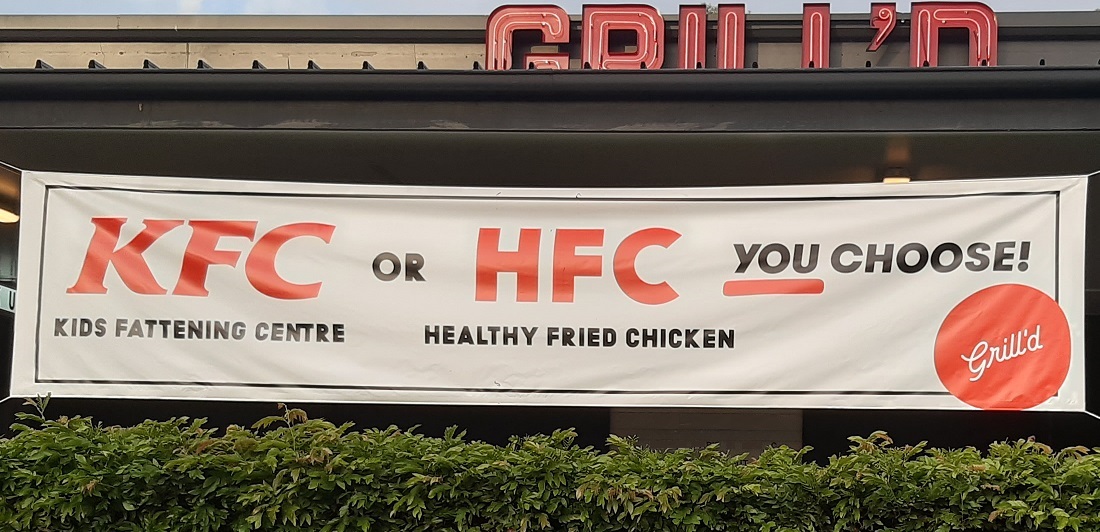 GRILL'D
KFC OR HFC YOU CHOOSE!
KIDS FATTENING CENTRE HEALTHY FRIED CHICKEN
Grill'd